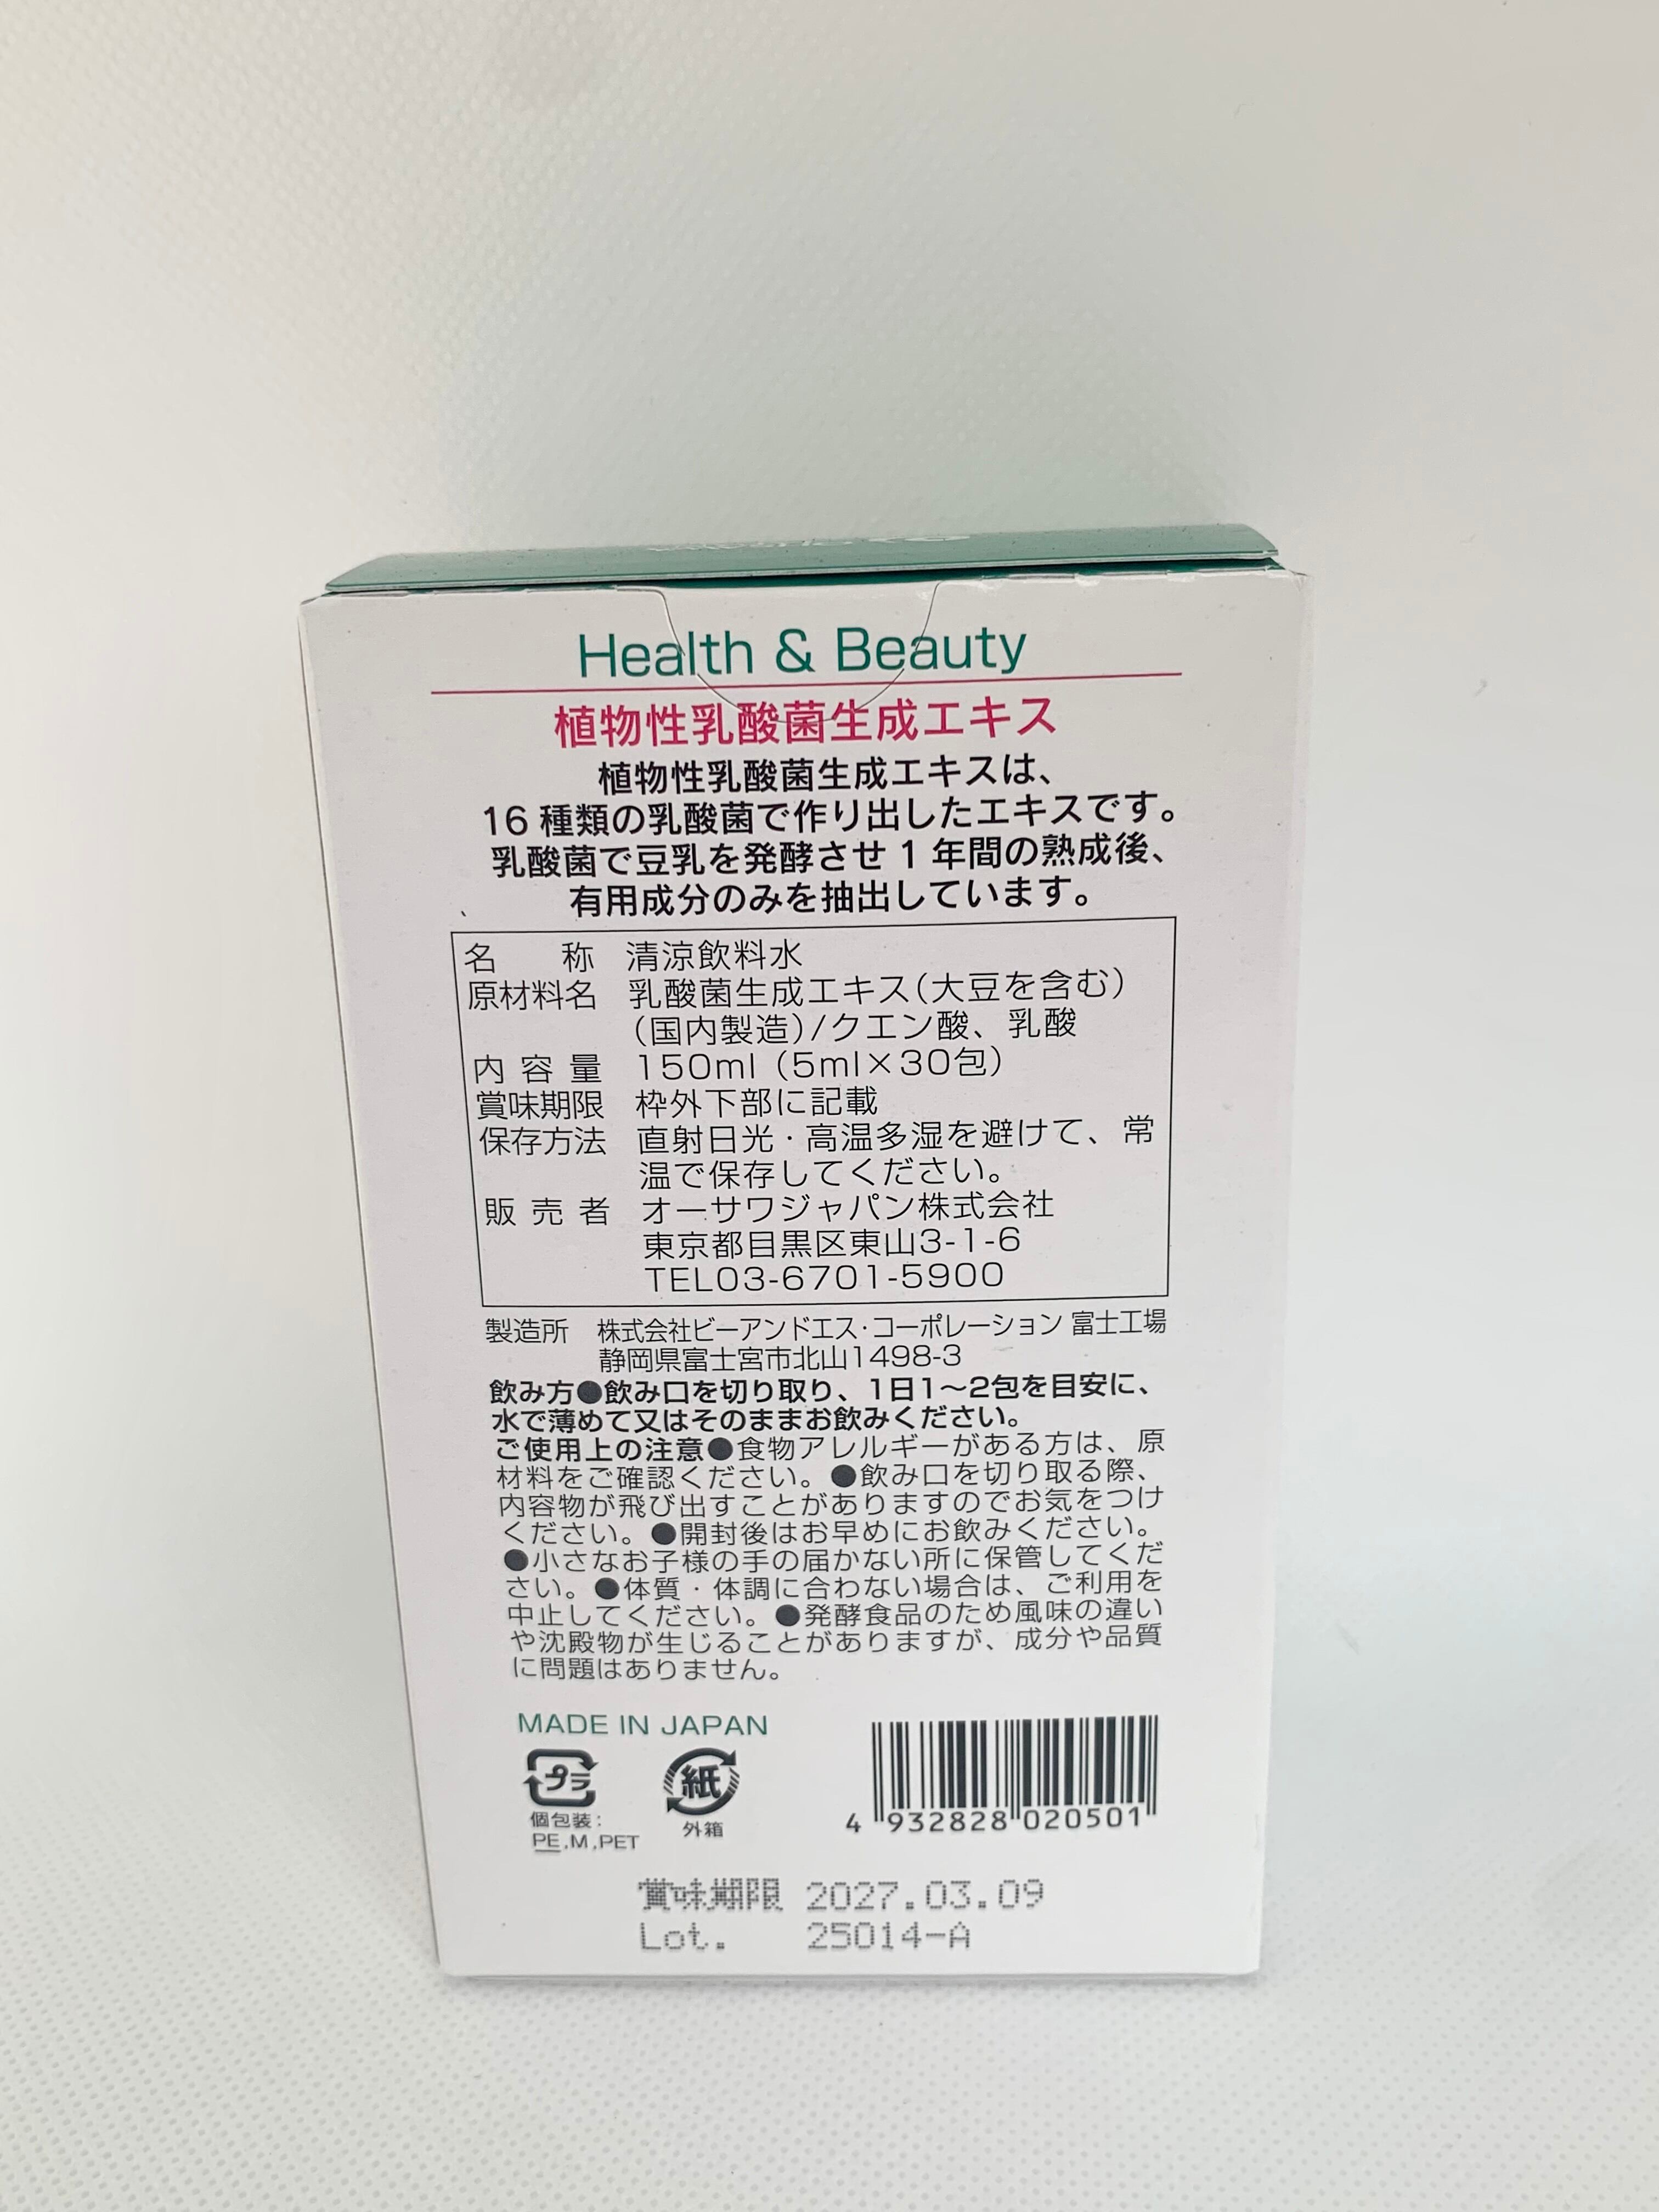 Health & Beauty
植物性乳酸菌生成エキス
植物性乳酸菌生成エキスは、
16種類の乳酸菌で作り出したエキスです。
乳酸菌で豆乳を発酵させ1年間の熟成後、
有用成分のみを抽出しています。
名 称 清涼飲料水
原材料名 乳酸菌生成エキス(大豆を含む)
(国内製造)/クエン酸、乳酸
内容量 150ml (5ml×30包)
賞味期限 枠外下部に記載
保存方法 直射日光・高温多湿を避けて、常
温で保存してください。
販売者 オーサワジャパン株式会社
東京都目黒区東山3-1-6
TEL03-6701-5900
製造所 株式会社ビーアンドエス・コーポレーション 富士工場
静岡県富士宮市北山1498-3
飲み方●飲み口を切り取り、1日1～2包を目安に、
水で薄めて又はそのままお飲みください。
ご使用上の注意●食物アレルギーがある方は、原
材料をご確認ください。●飲み口を切り取る際、
内容物が飛び出すことがありますのでお気をつけ
ください。●開封後はお早めにお飲みください。
●小さなお子様の手の届かない所に保管してくだ
さい。●体質・体調に合わない場合は、ご利用を
中止してください。●発酵食品のため風味の違い
や沈殿物が生じることがありますが、成分や品質
に問題はありません。
MADE IN JAPAN
プラ 紙
個包装: 外箱
PE,M,PET
4 932828 020501
賞味期限 2027.03.09
Lot. 25014-A